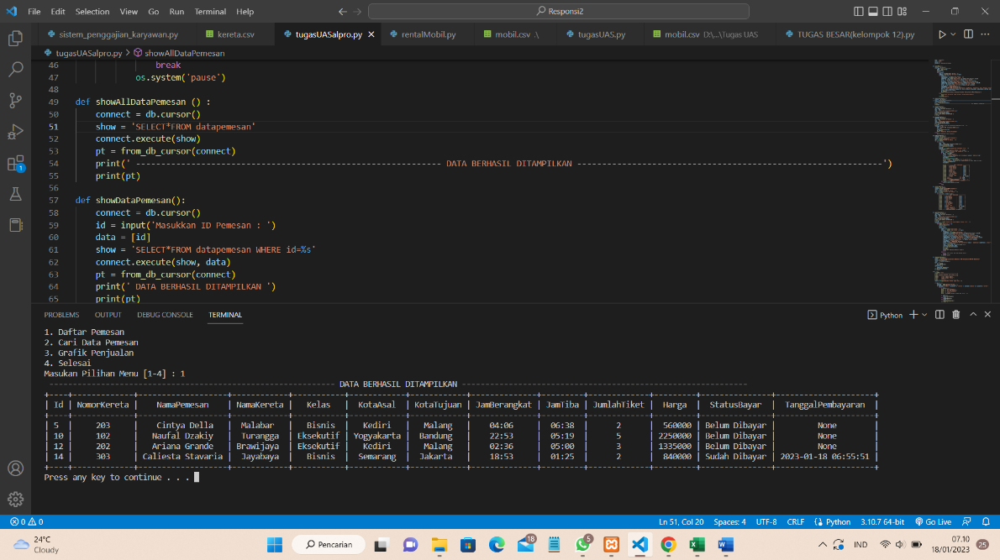 File Edit Selection View Go Run Terminal Help
Responsi2
sistem_penggajian_karyawan.py kereta.csv tugasUASalpro.py rentalMobil.py mobil.csv .\ tugasUAS.py mobil.csv D:\...\Tugas UAS TUGAS BESAR(kelompok 12).py
tugasUASalpro.py > showAllDataPemesan
46 break
47 os.system('pause')
48
49 def showAllDataPemesan () :
50 connect = db.cursor()
51 show = 'SELECT*FROM datapemesan'
52 connect.execute(show)
53 pt = from_db_cursor(connect)
54 print(' ------------------------------------------------------------- DATA BERHASIL DITAMPILKAN -------------------------------------------------------------')
55 print(pt)
56
57 def showDataPemesan():
58 connect = db.cursor()
59 id = input('Masukkan ID Pemesan : ')
60 data = [id]
61 show = 'SELECT*FROM datapemesan WHERE id=%s'
62 connect.execute(show, data)
63 pt = from_db_cursor(connect)
64 print(' DATA BERHASIL DITAMPILKAN ')
65 print(pt)
PROBLEMS OUTPUT DEBUG CONSOLE TERMINAL
Python
1. Daftar Pemesan
2. Cari Data Pemesan
3. Grafik Penjualan
4. Selesai
Masukan Pilihan Menu [1-4] : 1
------------------------------------------------------------- DATA BERHASIL DITAMPILKAN -------------------------------------------------------------
| Id | NomorKereta | NamaPemesan | NamaKereta | Kelas | KotaAsal | KotaTujuan | JamBerangkat | JamTiba | JumlahTiket | Harga | StatusBayar | TanggalPembayaran |
| 5 | 203 | Cintya Della | Malabar | Bisnis | Kediri | Malang | 04:06 | 06:38 | 2 | 560000 | Belum Dibayar | None |
| 10 | 102 | Naufal Dzakiy | Turangga | Eksekutif | Yogyakarta | Bandung | 22:53 | 05:19 | 5 | 2250000 | Belum Dibayar | None |
| 12 | 202 | Ariana Grande | Brawijaya | Eksekutif | Kediri | Malang | 02:36 | 05:00 | 3 | 1335000 | Belum Dibayar | None |
| 14 | 303 | Caliesta Stavaria | Jayabaya | Bisnis | Semarang | Jakarta | 18:53 | 01:25 | 2 | 840000 | Sudah Dibayar | 2023-01-18 06:55:51 |
Press any key to continue . . .
1
0 0 Ln 51, Col 20 Spaces: 4 UTF-8 CRLF Python 3.10.7 64-bit Go Live
24°C
Cloudy
Pencarian
18
5
IND
07.10
18/01/2023
25